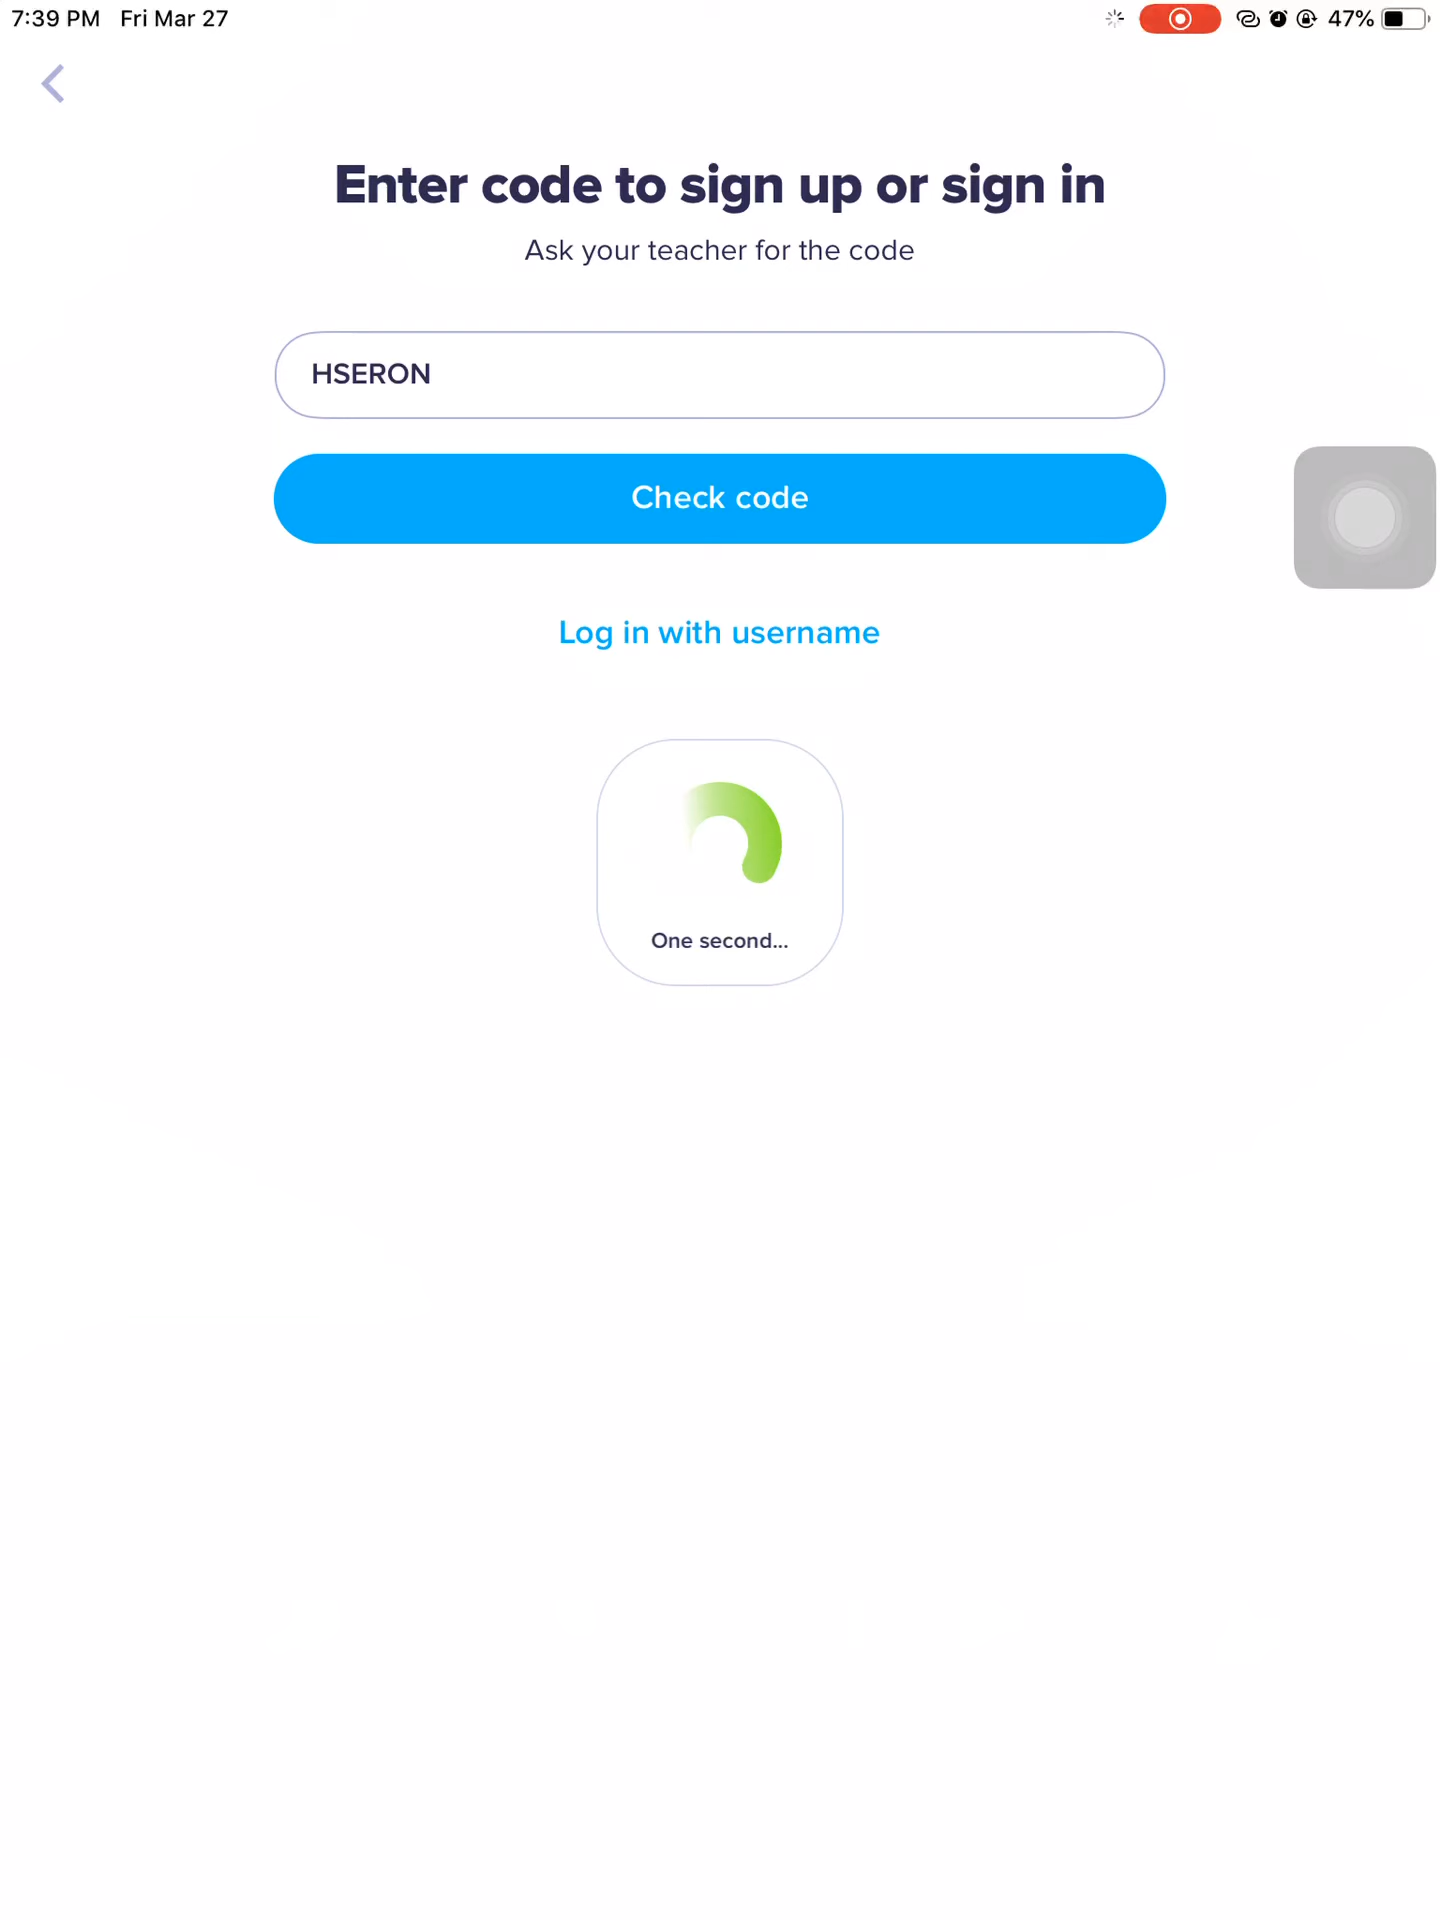 7:39 PM Fri Mar 27 47%
Enter code to sign up or sign in
Ask your teacher for the code
HSERON
Check code
Log in with username
One second...